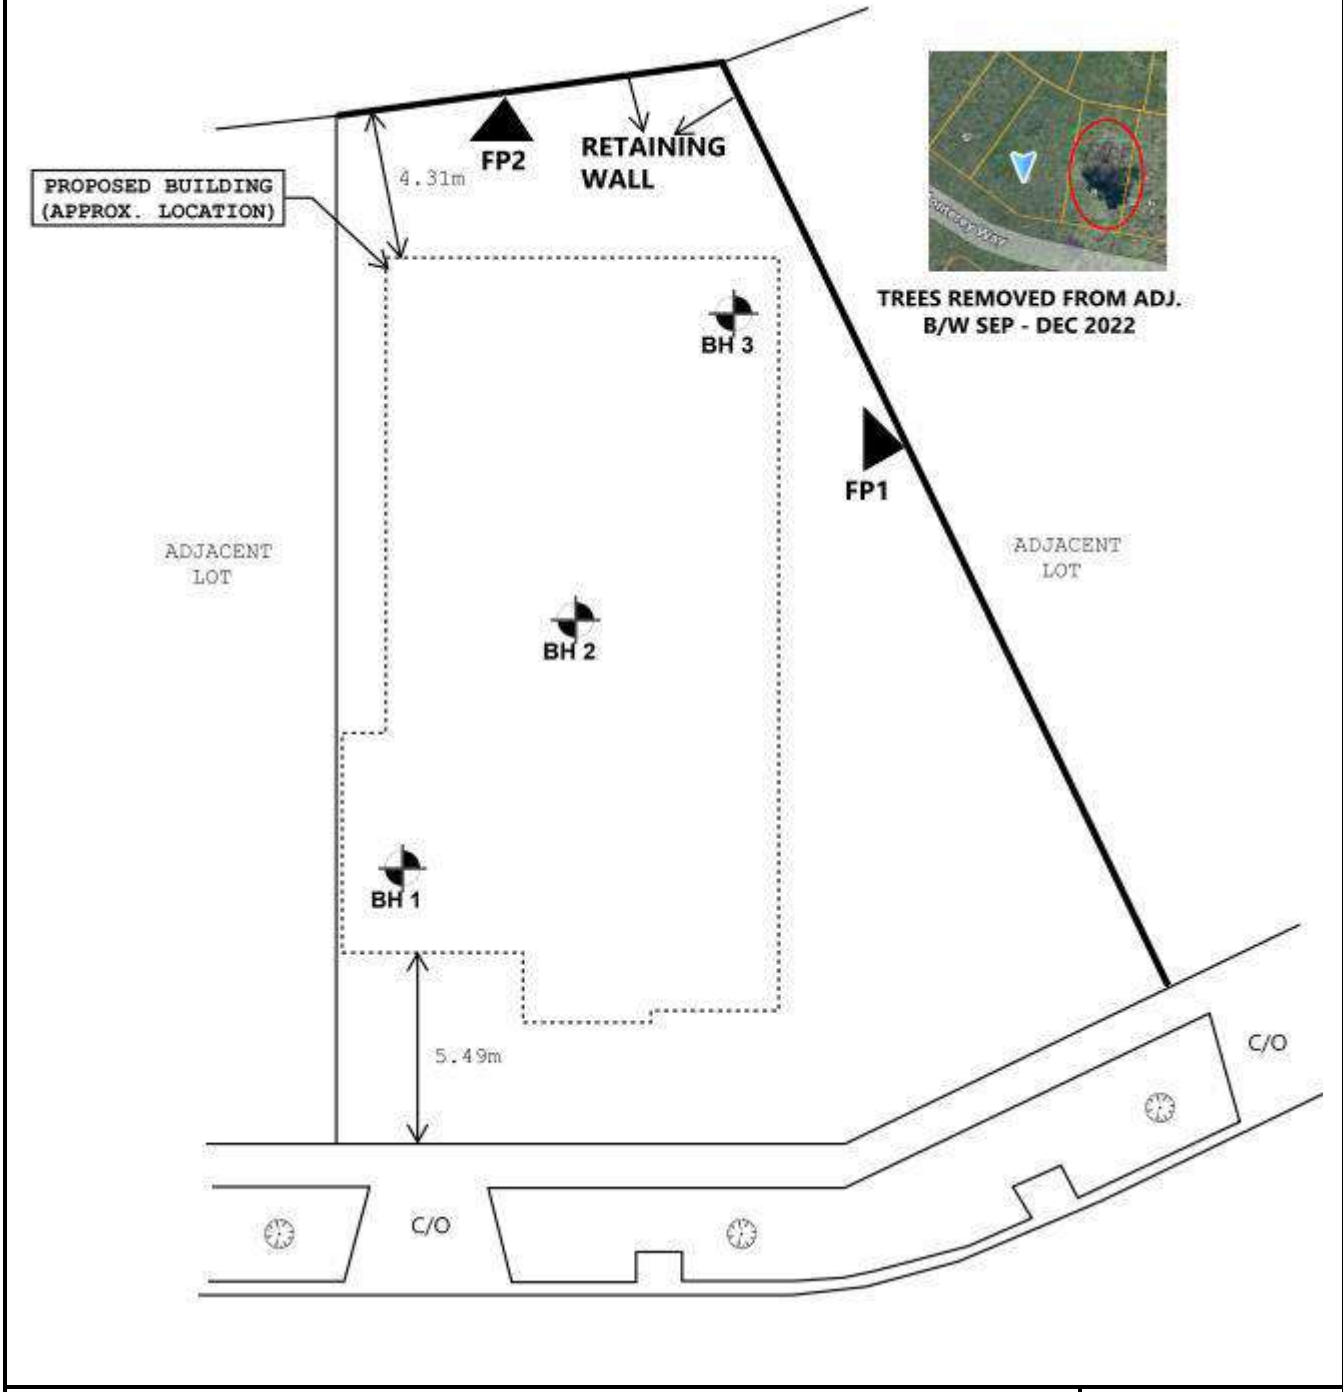 FP2
RETAINING
WALL
4.31m
PROPOSED BUILDING
(APPROX. LOCATION)
TREES REMOVED FROM ADJ.
B/W SEP - DEC 2022
BH 3
FP1
ADJACENT
LOT
ADJACENT
LOT
BH 2
BH 1
5.49m
C/O
C/O